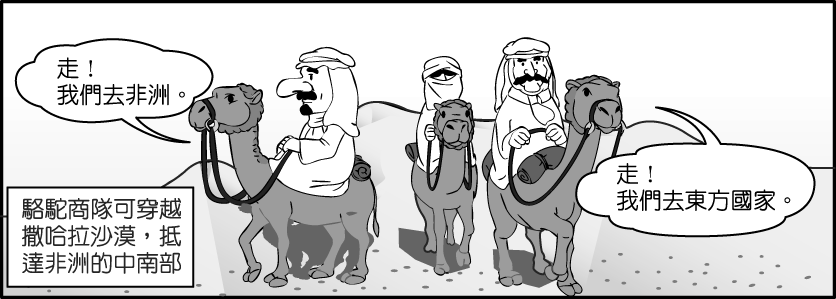 走！
我們去非洲。
駱駝商隊可穿越
撒哈拉沙漠，抵
達非洲的中南部
走！
我們去東方國家。